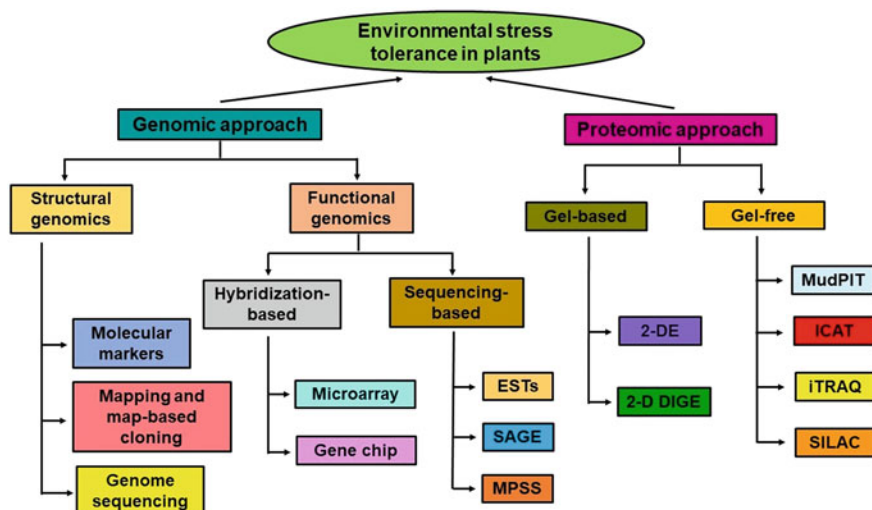 Environmental stress
tolerance in plants
Genomic approach
Proteomic approach
Structural
genomics
Functional
genomics
Gel-based
Gel-free
Hybridization-
based
Sequencing-
based
MudPIT
Molecular
markers
2-DE
ICAT
Mapping and
map-based
cloning
Microarray
ESTs
2-D DIGE
iTRAQ
Gene chip
SAGE
SILAC
Genome
sequencing
MPSS